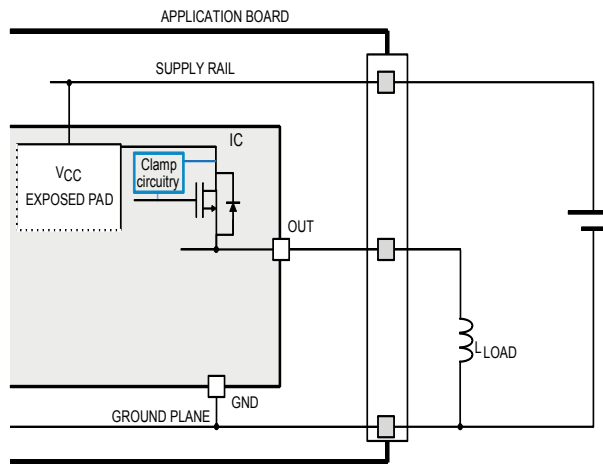 APPLICATION BOARD
SUPPLY RAIL
IC
VCC
EXPOSED PAD
Clamp
circuitry
OUT
LLOAD
GND
GROUND PLANE